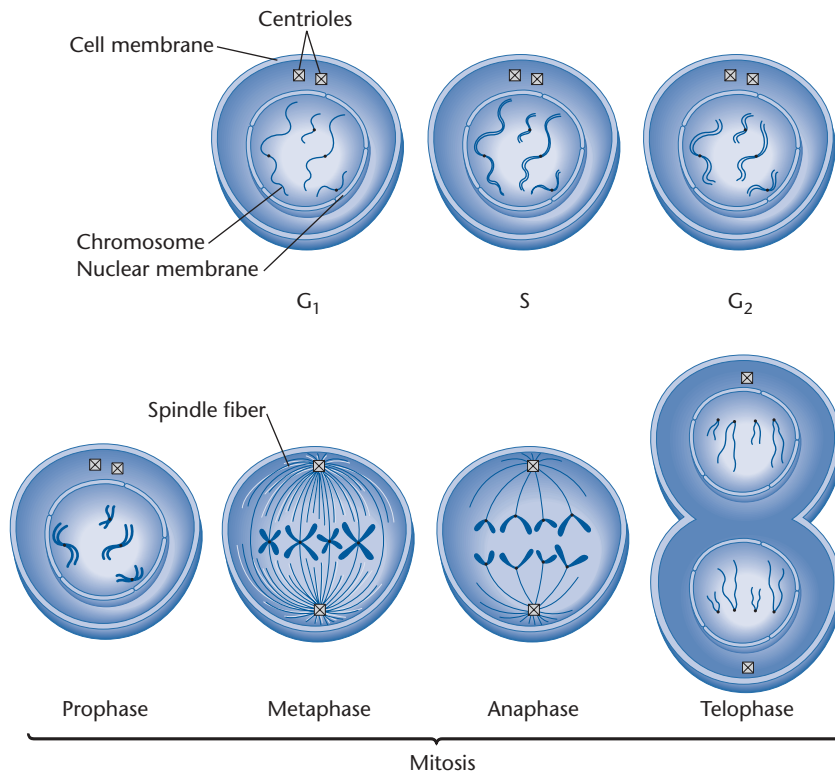 Centrioles
Cell membrane
Chromosome
Nuclear membrane
G₁
S
G₂
Spindle fiber
Prophase
Metaphase
Anaphase
Telophase
Mitosis